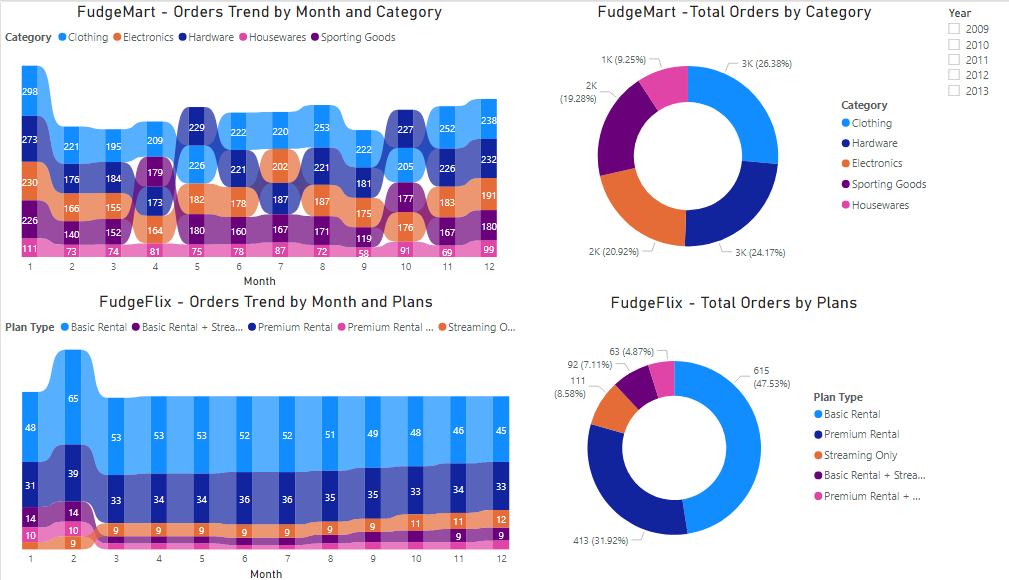 FudgeMart - Orders Trend by Month and Category
Category Clothing Electronics Hardware Housewares Sporting Goods
298 273 230 226 111
221 176 166 140 73
195 184 155 152 74
209 179 173 164 81
229 226 182 180 75
222 221 178 160 78
220 202 187 167 87
253 221 187 171 72
222 181 175 119 58
227 205 177 176 91
252 226 183 167 69
238 232 191 180 99
1 2 3 4 5 6 7 8 9 10 11 12
Month
FudgeMart -Total Orders by Category
1K (9.25%)
3K (26.38%)
2K
(19.28%)
2K (20.92%)
3K (24.17%)
Category
Clothing
Hardware
Electronics
Sporting Goods
Housewares
Year
2009
2010
2011
2012
2013
FudgeFlix - Orders Trend by Month and Plans
Plan Type Basic Rental Basic Rental + Strea... Premium Rental Premium Rental ... Streaming O...
48 31 14 10
65 39 14 10 9
53 33 9
53 34 9
53 34 9
52 36 9
52 36 9
51 35 9
49 35 9
48 33 11
46 34 11 9
45 33 12 9
1 2 3 4 5 6 7 8 9 10 11 12
Month
FudgeFlix - Total Orders by Plans
63 (4.87%)
92 (7.11%)
111
(8.58%)
615
(47.53%)
413 (31.92%)
Plan Type
Basic Rental
Premium Rental
Streaming Only
Basic Rental + Strea...
Premium Rental + ...